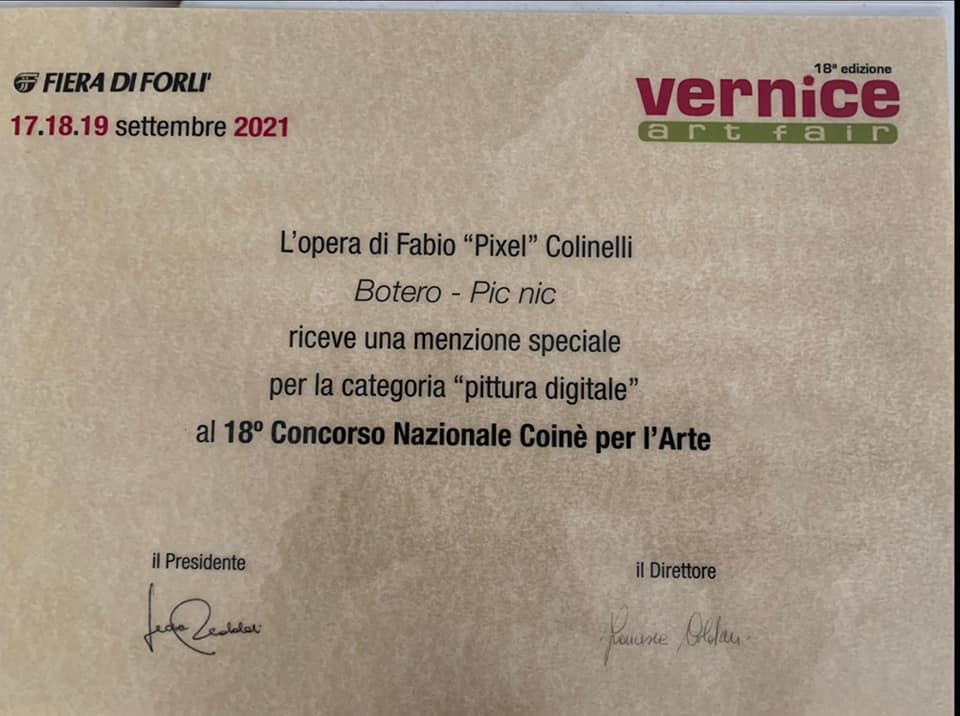 FIERA DI FORLI'
17.18.19 settembre 2021
18ª edizione
vernice
art fair
L'opera di Fabio “Pixel” Colinelli
Botero - Pic nic
riceve una menzione speciale
per la categoria “pittura digitale”
al 18º Concorso Nazionale Coinè per l'Arte
il Presidente
il Direttore